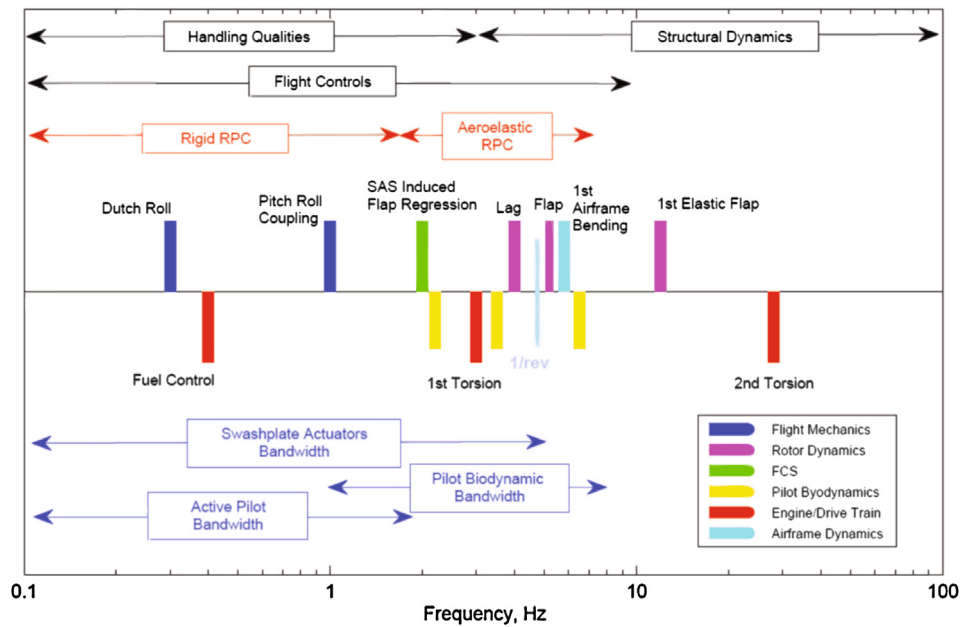 Handling Qualities
Structural Dynamics
Flight Controls
Rigid RPC
Aeroelastic
RPC
Dutch Roll
Pitch Roll
Coupling
SAS Induced
Flap Regression
Lag
Flap
1st
Airframe
Bending
1st Elastic Flap
Fuel Control
1st Torsion
1/rev
2nd Torsion
Swashplate Actuators
Bandwidth
Pilot Biodynamic
Bandwidth
Active Pilot
Bandwidth
Flight Mechanics
Rotor Dynamics
FCS
Pilot Byodynamics
Engine/Drive Train
Airframe Dynamics
0.1
1
10
100
Frequency, Hz